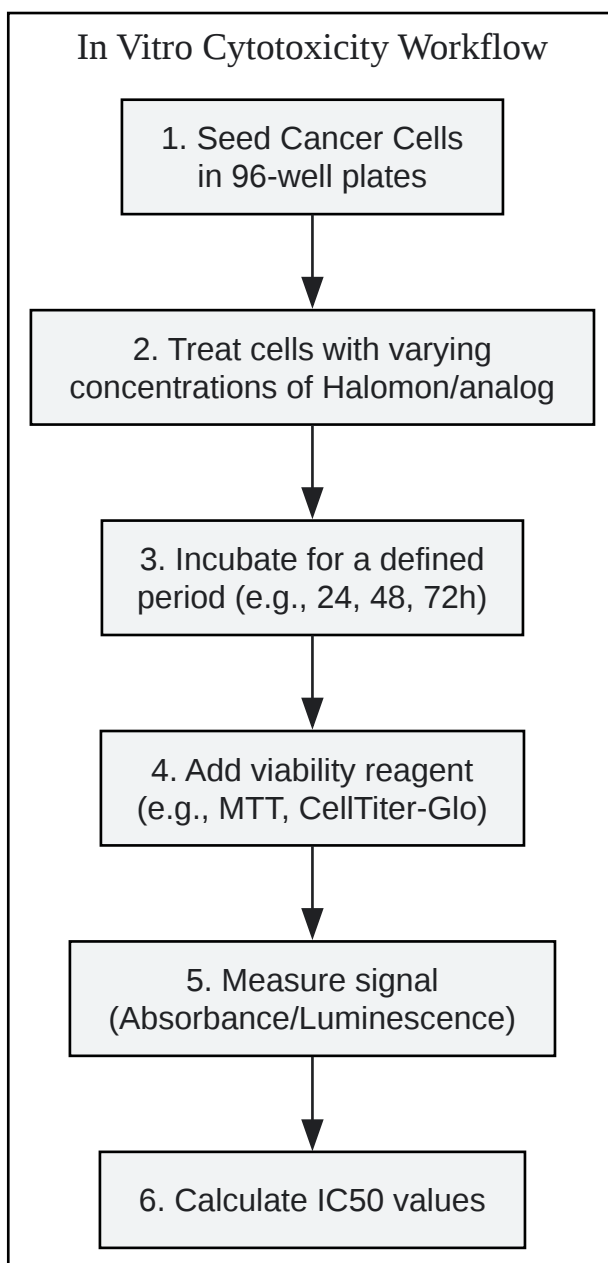 In Vitro Cytotoxicity Workflow
1. Seed Cancer Cells
in 96-well plates
2. Treat cells with varying
concentrations of Halomon/analog
3. Incubate for a defined
period (e.g., 24, 48, 72h)
4. Add viability reagent
(e.g., MTT, CellTiter-Glo)
5. Measure signal
(Absorbance/Luminescence)
6. Calculate IC50 values